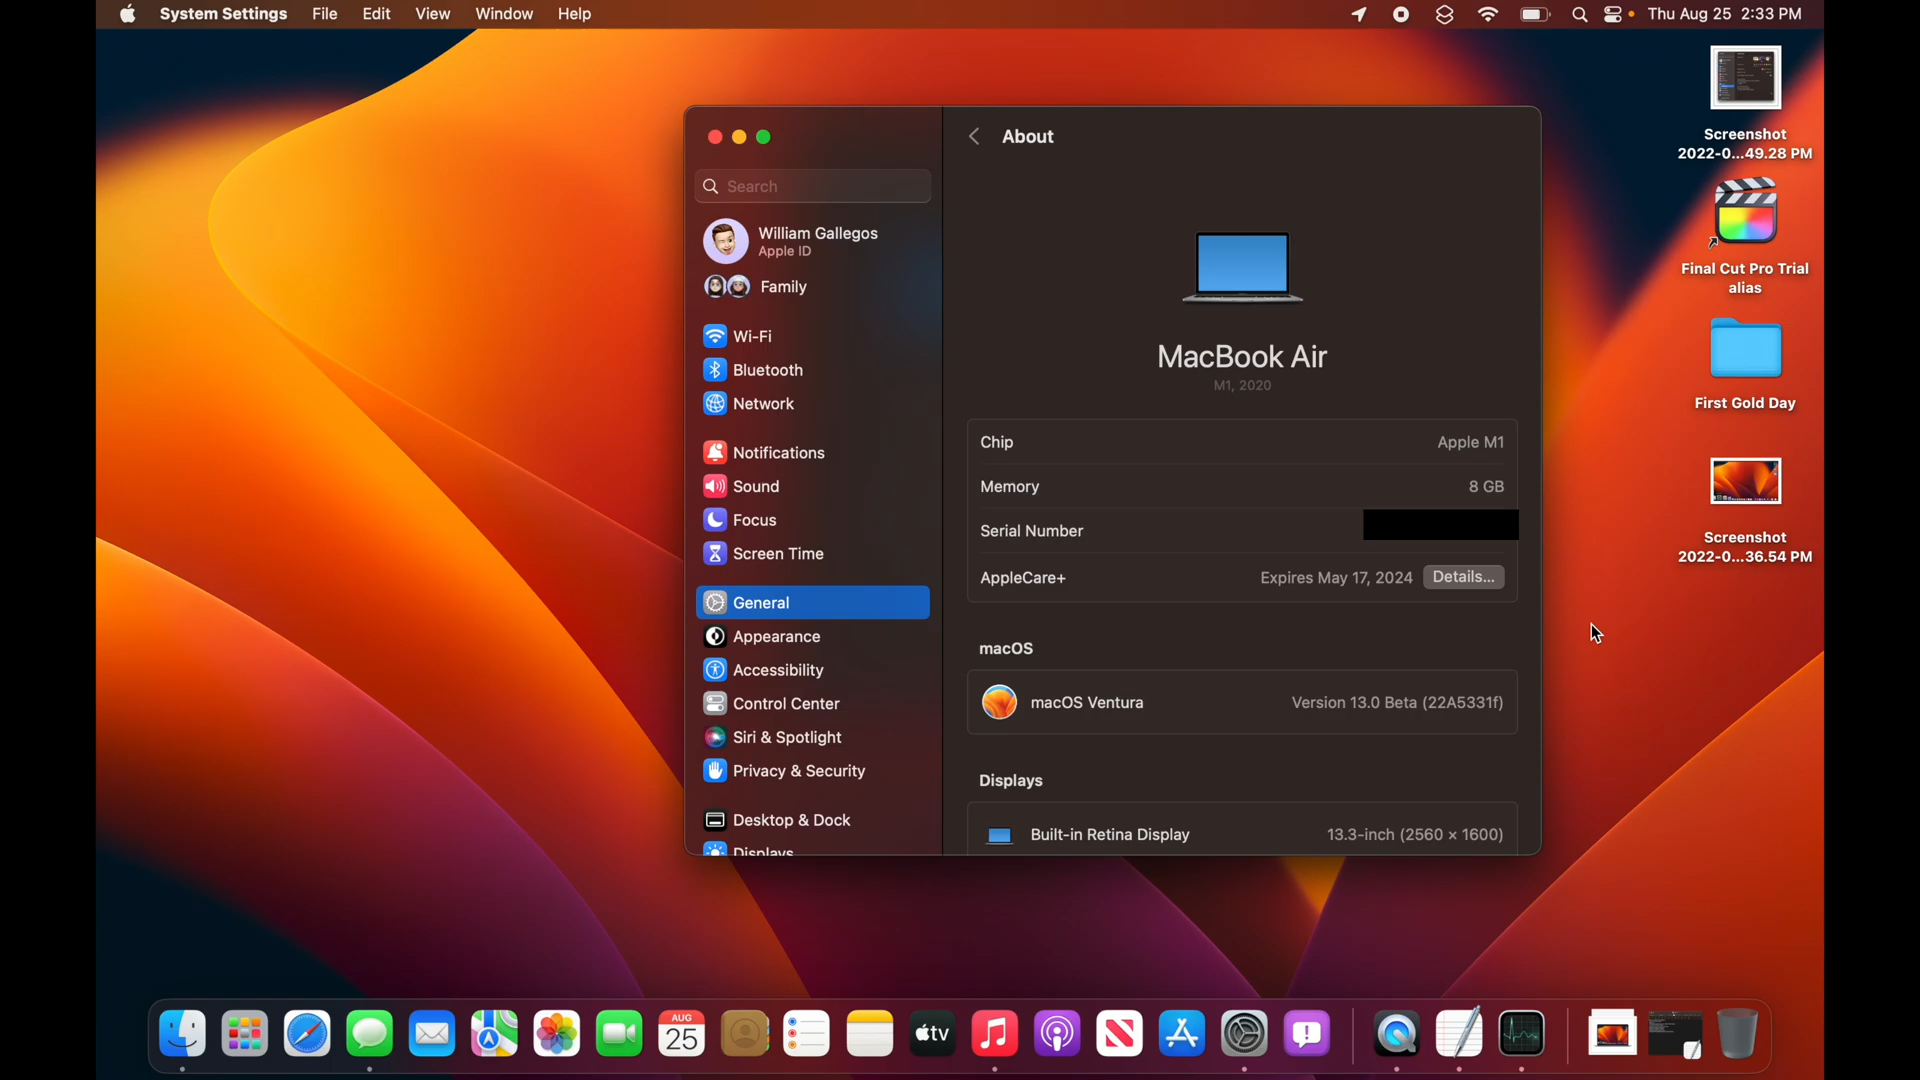 System Settings File Edit View Window Help Thu Aug 25 2:33 PM
Screenshot
2022-0...49.28 PM
Final Cut Pro Trial
alias
First Gold Day
Screenshot
2022-0...36.54 PM
Search
William Gallegos
Apple ID
Family
Wi-Fi
Bluetooth
Network
Notifications
Sound
Focus
Screen Time
General
Appearance
Accessibility
Control Center
Siri & Spotlight
Privacy & Security
Desktop & Dock
Displays
About
MacBook Air
M1, 2020
Chip Apple M1
Memory 8 GB
Serial Number
AppleCare+ Expires May 17, 2024 Details...
macOS
macOS Ventura Version 13.0 Beta (22A5331f)
Displays
Built-in Retina Display 13.3-inch (2560 × 1600)
AUG
25
tv